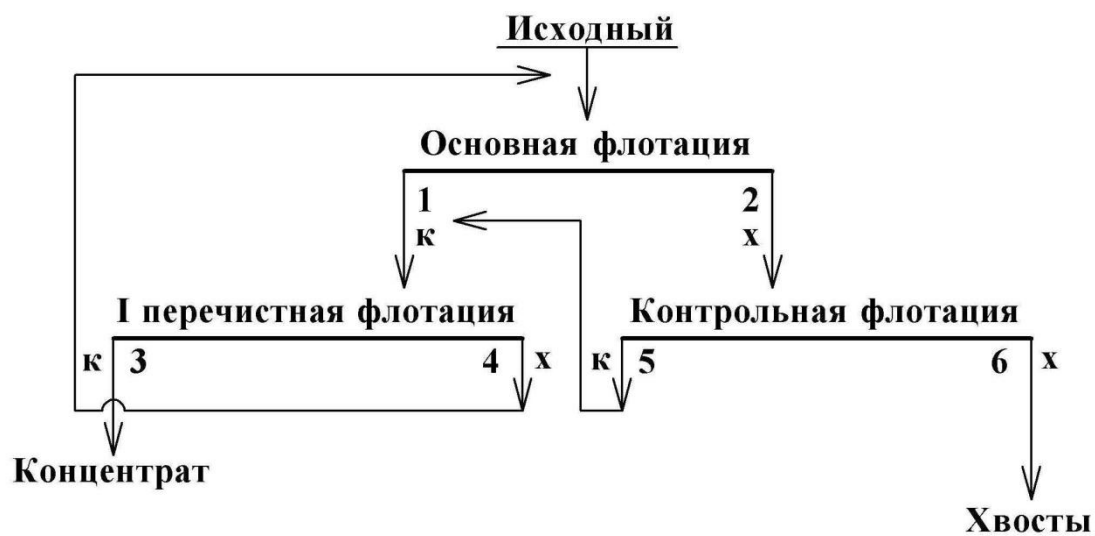 Исходный
Основная флотация
1 2
к х
I перечистная флотация Контрольная флотация
к 3 4 х к 5 6 х
Концентрат
Хвосты